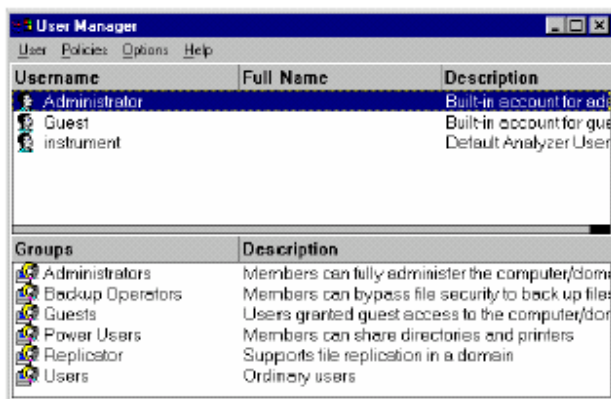 User Manager
User Policies Options Help
Username Full Name Description
Administrator Built-in account for ad
Guest Built-in account for gue
instrument Default Analyzer User
Groups Description
Administrators Members can fully administer the computer/dom
Backup Operators Members can bypass file security to back up files
Guests Users granted guest access to the computer/dor
Power Users Members can share directories and printers
Replicator Supports file replication in a domain
Users Ordinary users